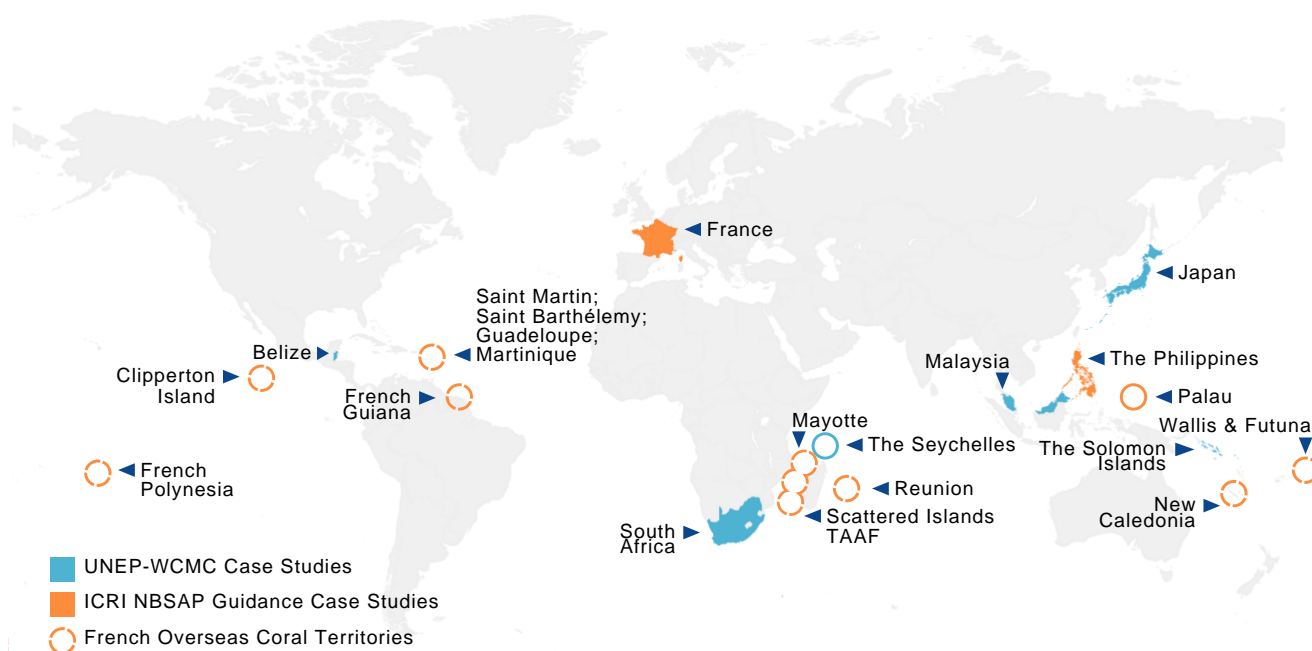 France
Japan
Saint Martin;
Saint Barthélemy;
Guadeloupe;
Martinique
Belize
Malaysia
The Philippines
Clipperton
Island
French
Guiana
Palau
Mayotte
Wallis & Futuna
The Seychelles
The Solomon
Islands
French
Polynesia
Reunion
New
Caledonia
Scattered Islands
TAAF
South
Africa
UNEP-WCMC Case Studies
ICRI NBSAP Guidance Case Studies
French Overseas Coral Territories